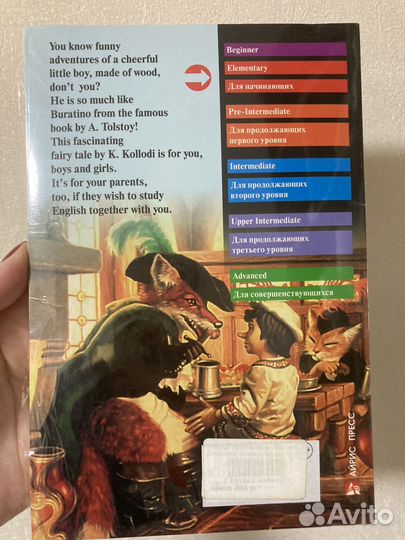 You know funny
adventures of a cheerful
little boy, made of wood,
don't you?
He is so much like
Buratino from the famous
book by A. Tolstoy!
This fascinating
fairy tale by K. Kollodi is for you,
boys and girls.
It's for your parents,
too, if they wish to study
English together with you.
Beginner
Elementary
Для начинающих
Pre-Intermediate
Для продолжающих
первого уровня
Intermediate
Для продолжающих
второго уровня
Upper Intermediate
Для продолжающих
третьего уровня
Advanced
Для совершенствующихся
АЙРИС ПРЕСС
Avito